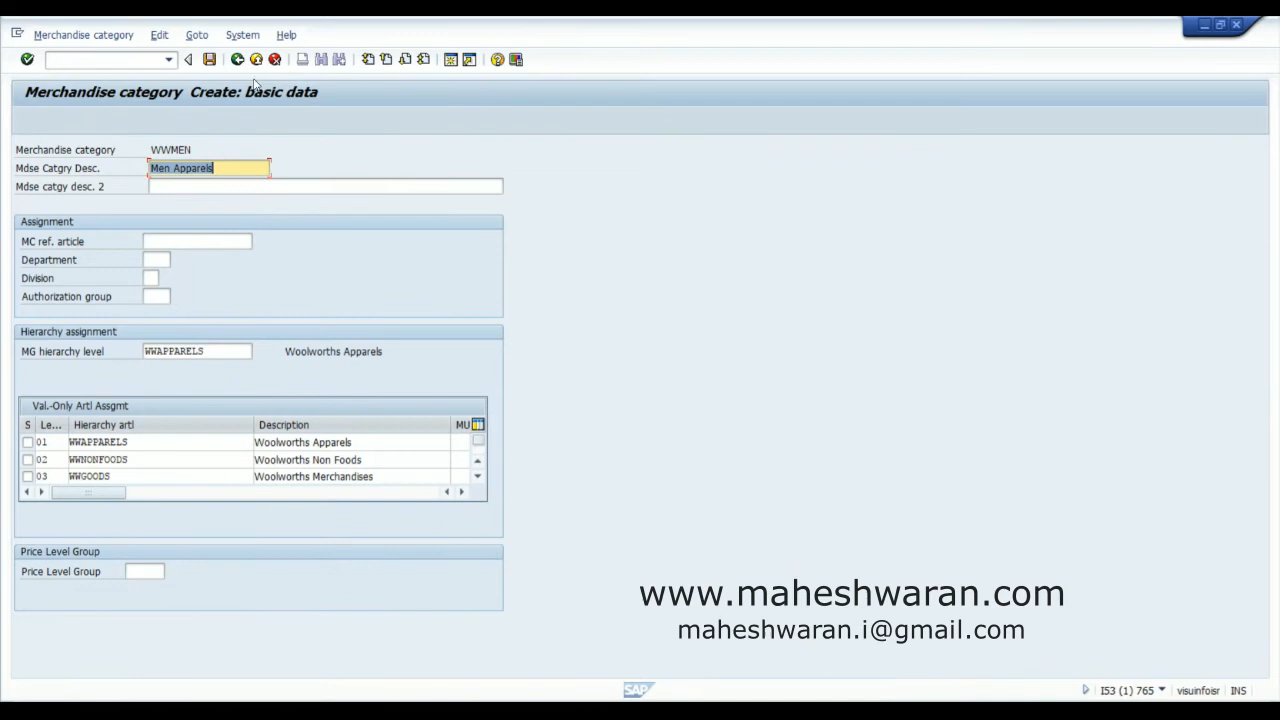 Merchandise category Edit Goto System Help
Merchandise category Create: basic data
Merchandise category WWMEN
Mdse Catgry Desc. Men Apparels
Mdse catgy desc. 2
Assignment
MC ref. article
Department
Division
Authorization group
Hierarchy assignment
MG hierarchy level WWAPPARELS Woolworths Apparels
Val.-Only Artl Assgmt
S Le... Hierarchy artl Description MU
01 WWAPPARELS Woolworths Apparels
02 WWNONFOODS Woolworths Non Foods
03 WWGOODS Woolworths Merchandises
Price Level Group
Price Level Group
www.maheshwaran.com
maheshwaran.i@gmail.com
SAP I53 (1) 765 visuinfoisr INS